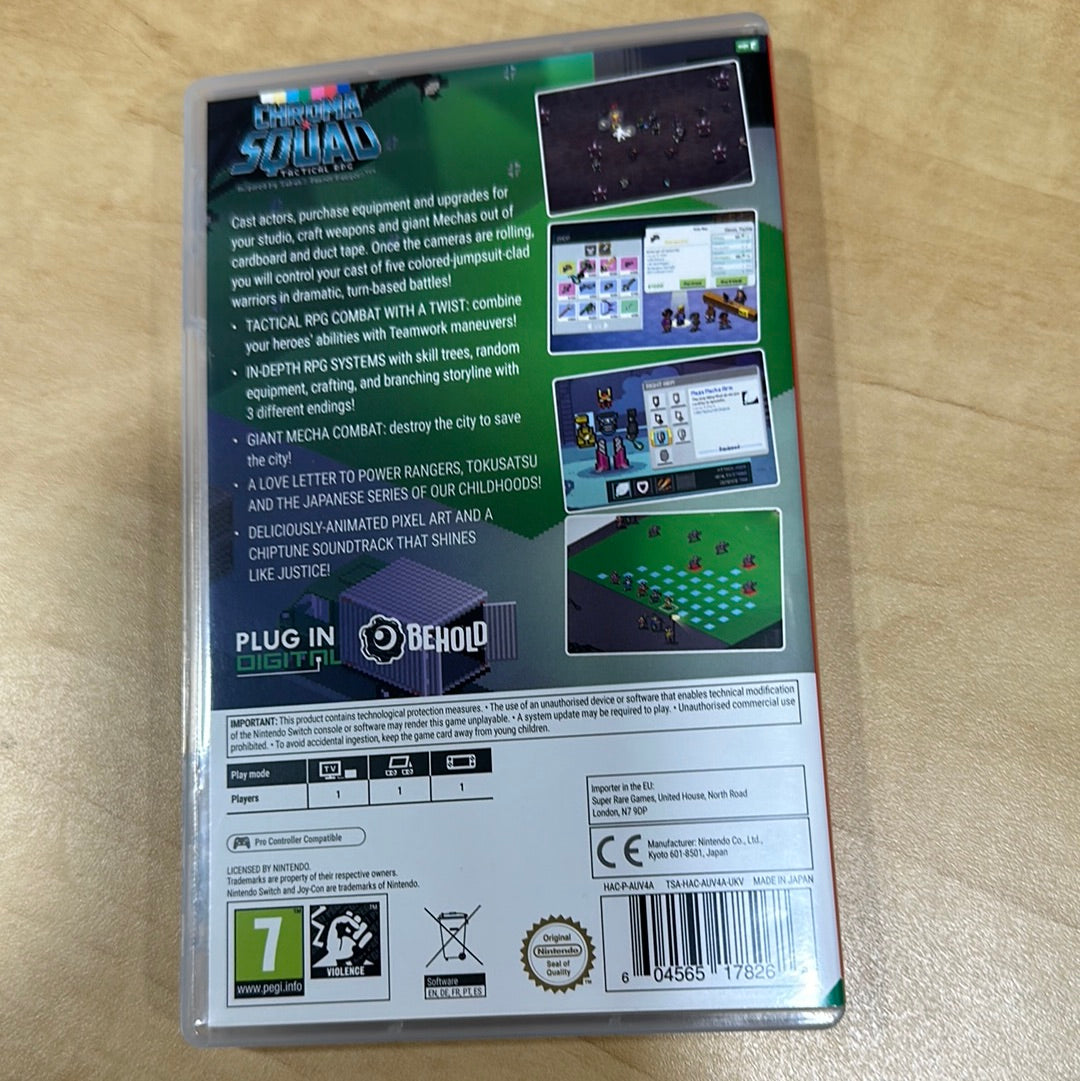 CHROMA
SQUAD
TACTICAL RPG
Cast actors, purchase equipment and upgrades for
your studio, craft weapons and giant Mechas out of
cardboard and duct tape. Once the cameras are rolling,
you will control your cast of five colored-jumpsuit-clad
warriors in dramatic, turn-based battles!
• TACTICAL RPG COMBAT WITH A TWIST: combine
your heroes' abilities with Teamwork maneuvers!
• IN-DEPTH RPG SYSTEMS with skill trees, random
equipment, crafting, and branching storyline with
3 different endings!
• GIANT MECHA COMBAT: destroy the city to save
the city!
• A LOVE LETTER TO POWER RANGERS, TOKUSATSU
AND THE JAPANESE SERIES OF OUR CHILDHOODS!
• DELICIOUSLY-ANIMATED PIXEL ART AND A
CHIPTUNE SOUNDTRACK THAT SHINES
LIKE JUSTICE!
PLUG IN
DIGITAL
BEHOLD
IMPORTANT: This product contains technological protection measures. • The use of an unauthorised device or software that enables technical modification
of the Nintendo Switch console or software may render this game unplayable. • A system update may be required to play. • Unauthorised commercial use
prohibited. • To avoid accidental ingestion, keep the game card away from young children.
Play mode TV
Players 1 1 1
Pro Controller Compatible
LICENSED BY NINTENDO.
Trademarks are property of their respective owners.
Nintendo Switch and Joy-Con are trademarks of Nintendo.
Importer in the EU:
Super Rare Games, United House, North Road
London, N7 9DP
CE
Manufacturer: Nintendo Co., Ltd.,
Kyoto 601-8501, Japan
HAC-P-AUV4A TSA-HAC-AUV4A-UKV MADE IN JAPAN
7™
www.pegi.info
TM
VIOLENCE
Software
EN, DE, FR, PT, ES
Original
Nintendo
Seal of
Quality
TM
6 04565 17826